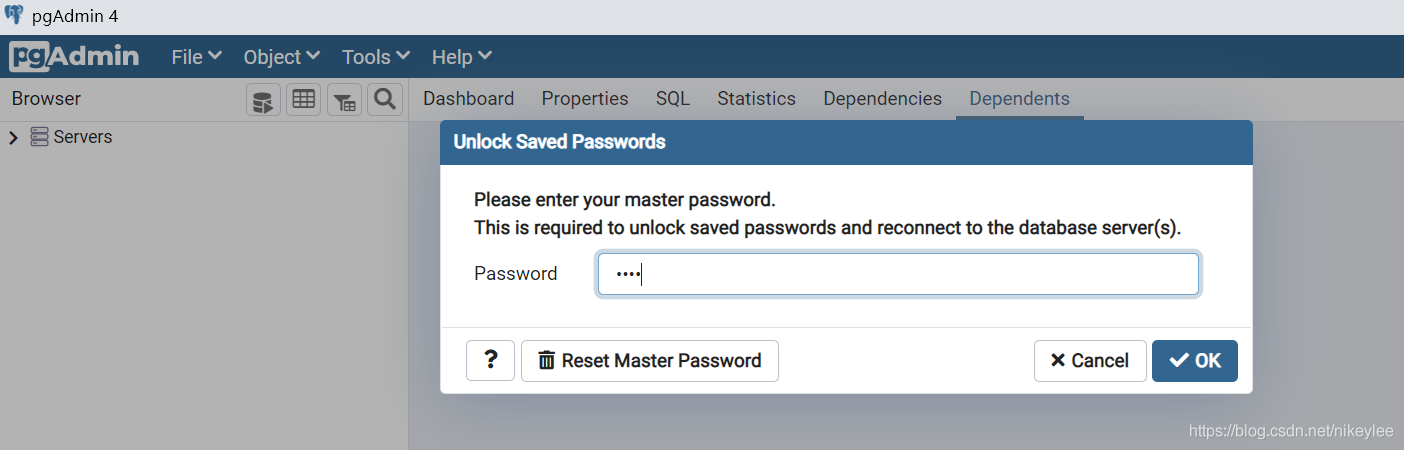 pgAdmin 4
pgAdmin File Object Tools Help
Browser Dashboard Properties SQL Statistics Dependencies Dependents
Servers
Unlock Saved Passwords
Please enter your master password.
This is required to unlock saved passwords and reconnect to the database server(s).
Password ••••
? Reset Master Password Cancel OK
https://blog.csdn.net/nikeylee